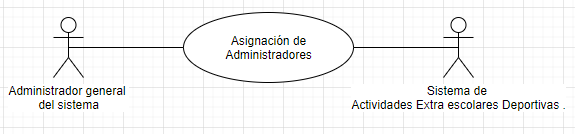 Asignación de
Administradores
Administrador general
del sistema
Sistema de
Actividades Extra escolares Deportivas .